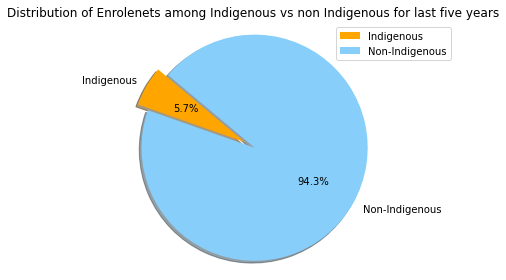 Distribution of Enrolenets among Indigenous vs non Indigenous for last five years
Indigenous
Non-Indigenous
Indigenous
5.7%
94.3%
Non-Indigenous